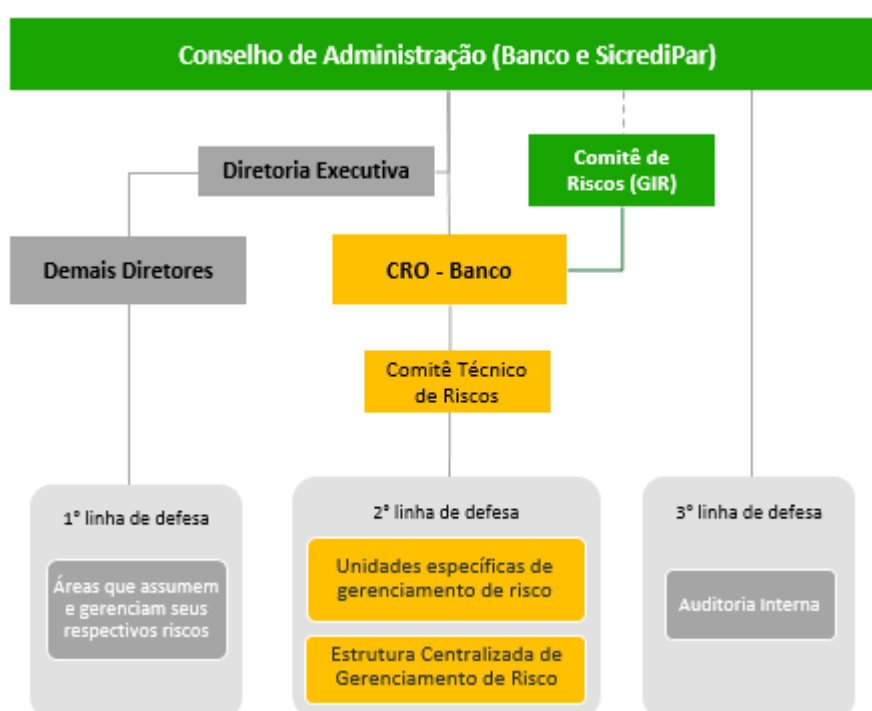 Conselho de Administração (Banco e SicrediPar)
Diretoria Executiva
Comitê de
Riscos (GIR)
Demais Diretores
CRO - Banco
Comitê Técnico
de Riscos
1° linha de defesa
Áreas que assumem
e gerenciam seus
respectivos riscos
2° linha de defesa
Unidades específicas de
gerenciamento de risco
Estrutura Centralizada de
Gerenciamento de Risco
3° linha de defesa
Auditoria Interna